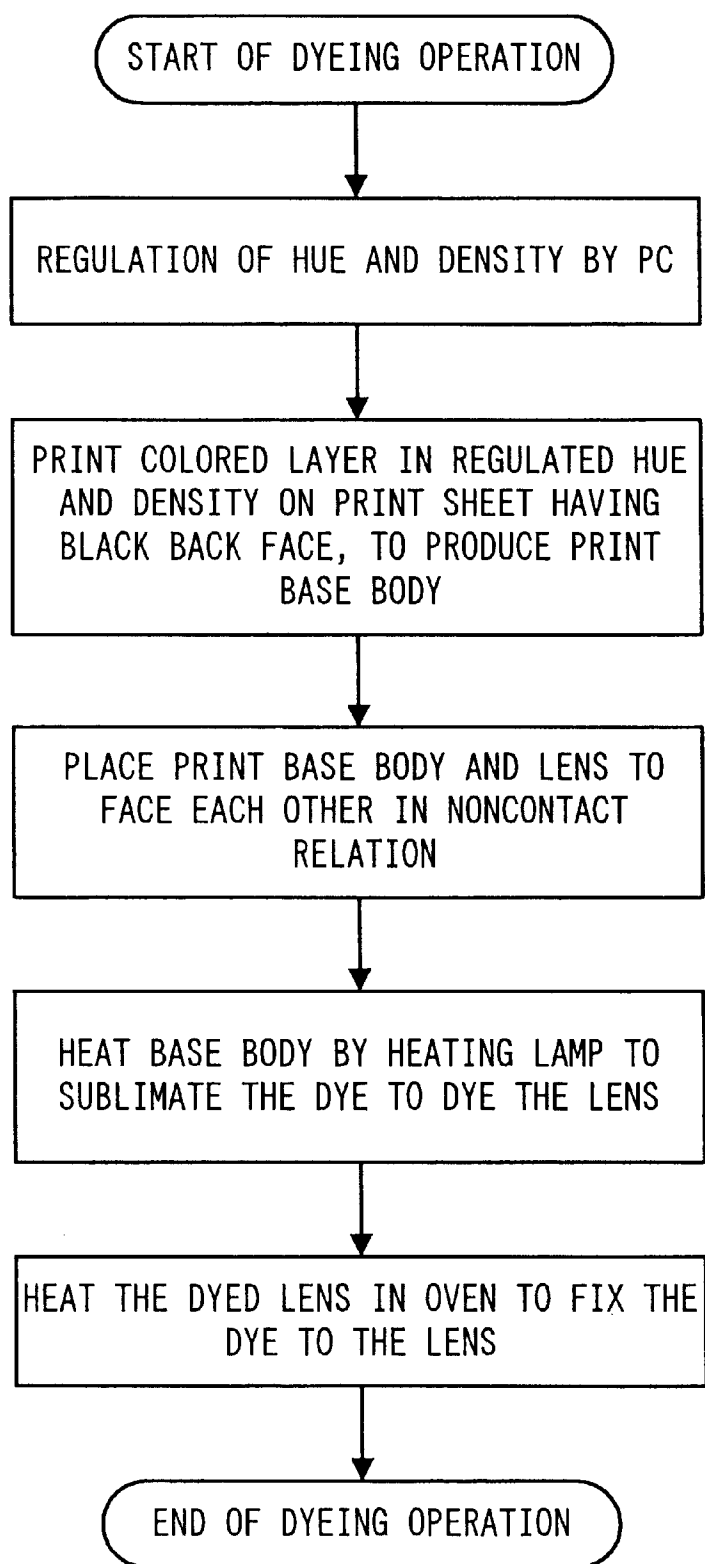 START OF DYEING OPERATION
REGULATION OF HUE AND DENSITY BY PC
PRINT COLORED LAYER IN REGULATED HUE
AND DENSITY ON PRINT SHEET HAVING
BLACK BACK FACE, TO PRODUCE PRINT
BASE BODY
PLACE PRINT BASE BODY AND LENS TO
FACE EACH OTHER IN NONCONTACT
RELATION
HEAT BASE BODY BY HEATING LAMP TO
SUBLIMATE THE DYE TO DYE THE LENS
HEAT THE DYED LENS IN OVEN TO FIX THE
DYE TO THE LENS
END OF DYEING OPERATION